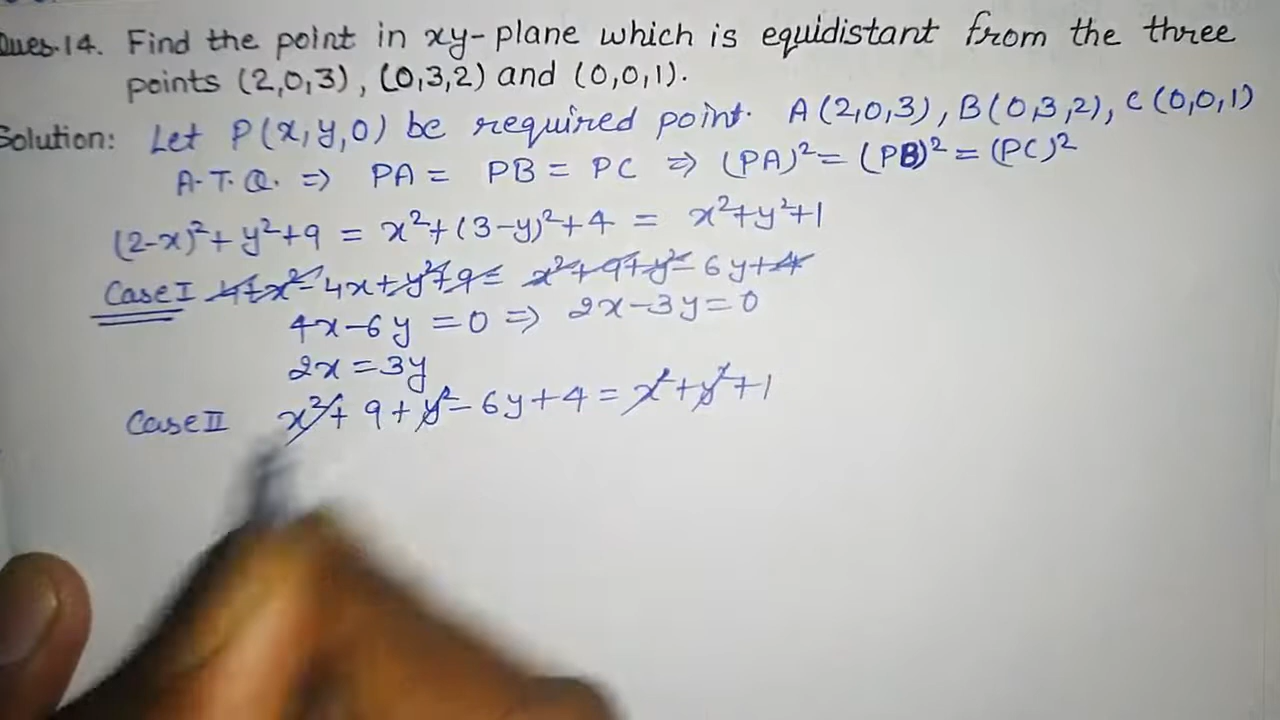 Ques.14. Find the point in xy-plane which is equidistant from the three
points (2,0,3), (0,3,2) and (0,0,1).
Solution: Let P(x,y,0) be required point. A(2,0,3), B(0,3,2), C(0,0,1)
A.T.Q. ⇒ PA = PB = PC ⇒ (PA)² = (PB)² = (PC)²
(2-x)² + y² + 9 = x² + (3-y)² + 4 = x² + y² + 1
Case I 4+x²-4x+y²+9 = x²+9+y²-6y+4
4x-6y = 0 ⇒ 2x-3y=0
2x = 3y
Case II x² + 9 + y² - 6y + 4 = x² + y² + 1